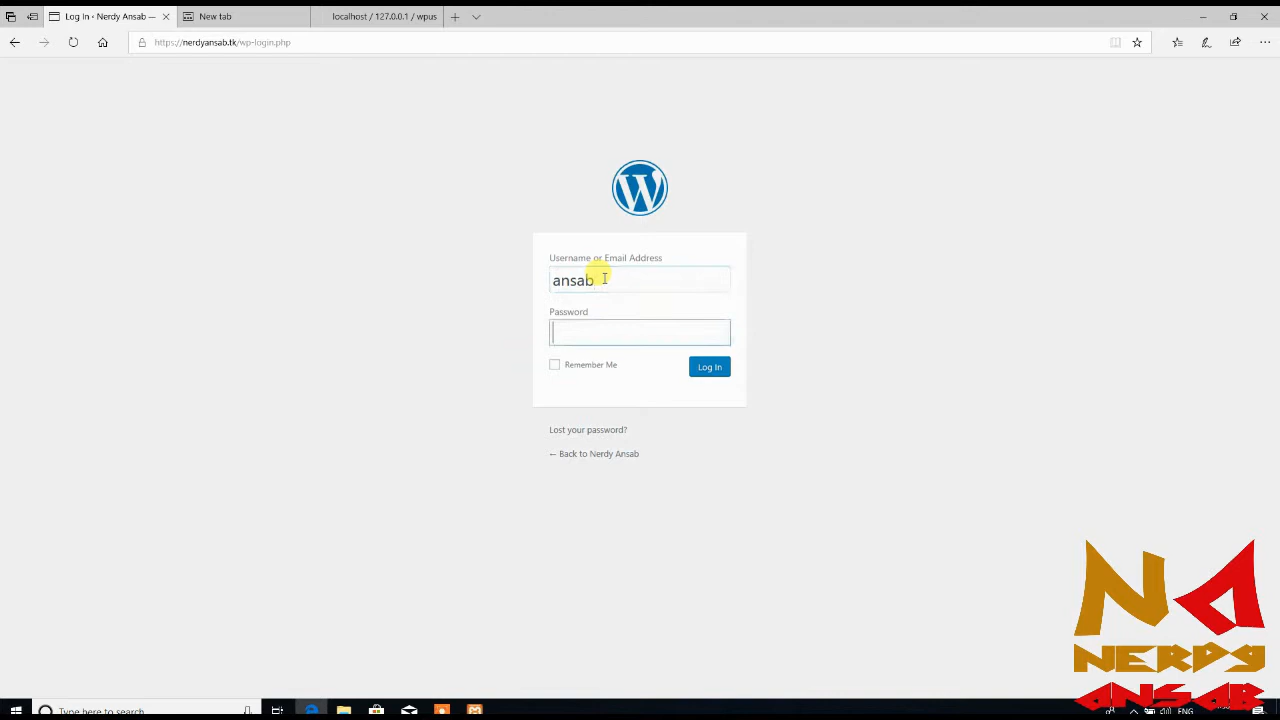 Log In ‹ Nerdy Ansab —
New tab
localhost / 127.0.0.1 / wpus
https://nerdyansab.tk/wp-login.php
Username or Email Address
ansab
Password
Remember Me
Log In
Lost your password?
← Back to Nerdy Ansab
NA
NERDY
ANSAB
Type here to search
ENG